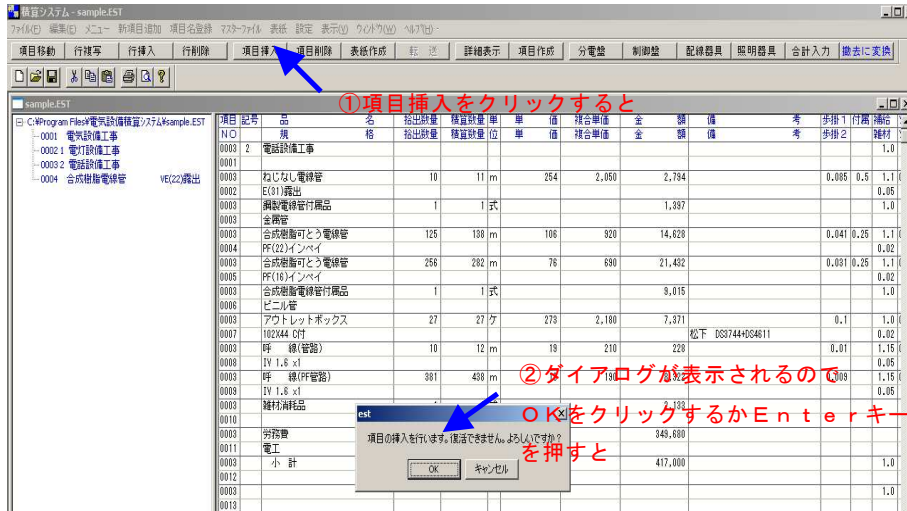 積算システム - sample.EST
ファイル(F) 編集(E) メニュー 新項目追加 項目名登録 マスターファイル 表紙 設定 表示(V) ウィンドウ(W) ヘルプ(H)
項目移動 行複写 行挿入 行削除 項目挿入 項目削除 表紙作成 転 送 詳細表示 項目作成 分電盤 制御盤 配線器具 照明器具 合計入力 撤去に変換
sample.EST
①項目挿入をクリックすると
C:¥Program Files¥電気設備積算システム¥sample.EST
0001 電気設備工事
0002 1 電灯設備工事
0003 2 電話設備工事
0004 合成樹脂電線管 VE(22)露出
項目 記号 品 名 拾出数量 積算数量 単 単 価 複合単価 金 額 備 考 歩掛1 付属 補給
NO 規 格 拾出数量 積算数量 位 単 価 複合単価 金 額 備 考 歩掛2 雑材
0003 2 電話設備工事 1.0
0001
0003 ねじなし電線管 10 11 m 254 2,050 2,794 0.085 0.5 1.1
0002 E(31)露出 0.05
0003 鋼製電線管付属品 1 1 式 1,397 1.0
0003 金属管
0003 合成樹脂可とう電線管 125 138 m 106 920 14,628 0.041 0.25 1.1
0004 PF(22)インペイ 0.02
0003 合成樹脂可とう電線管 256 282 m 76 690 21,432 0.031 0.25 1.1
0005 PF(16)インペイ 0.02
0003 合成樹脂電線管付属品 1 1 式 9,015 1.0
0006 ビニル管
0003 アウトレットボックス 27 27 ケ 273 2,180 7,371 0.1 1.0
0007 102X44 C付 松下 DS3744+DS4611 0.02
0003 呼 線(管路) 10 12 m 19 210 228 0.01 1.15
0008 IV 1.6 x1 0.05
0003 呼 線(PF管路) 381 438 m 190 0.009 1.15
0009 IV 1.6 x1 0.05
②ダイアログが表示されるので
0003 雑材消耗品
0010
est
OKをクリックするかEnterキー
0003 労務費 349,680
項目の挿入を行います。復活できません。よろしいですか?
0011 電工
を押すと
0003 小 計 417,000 1.0
OK キャンセル
0012
0003 1.0
0013